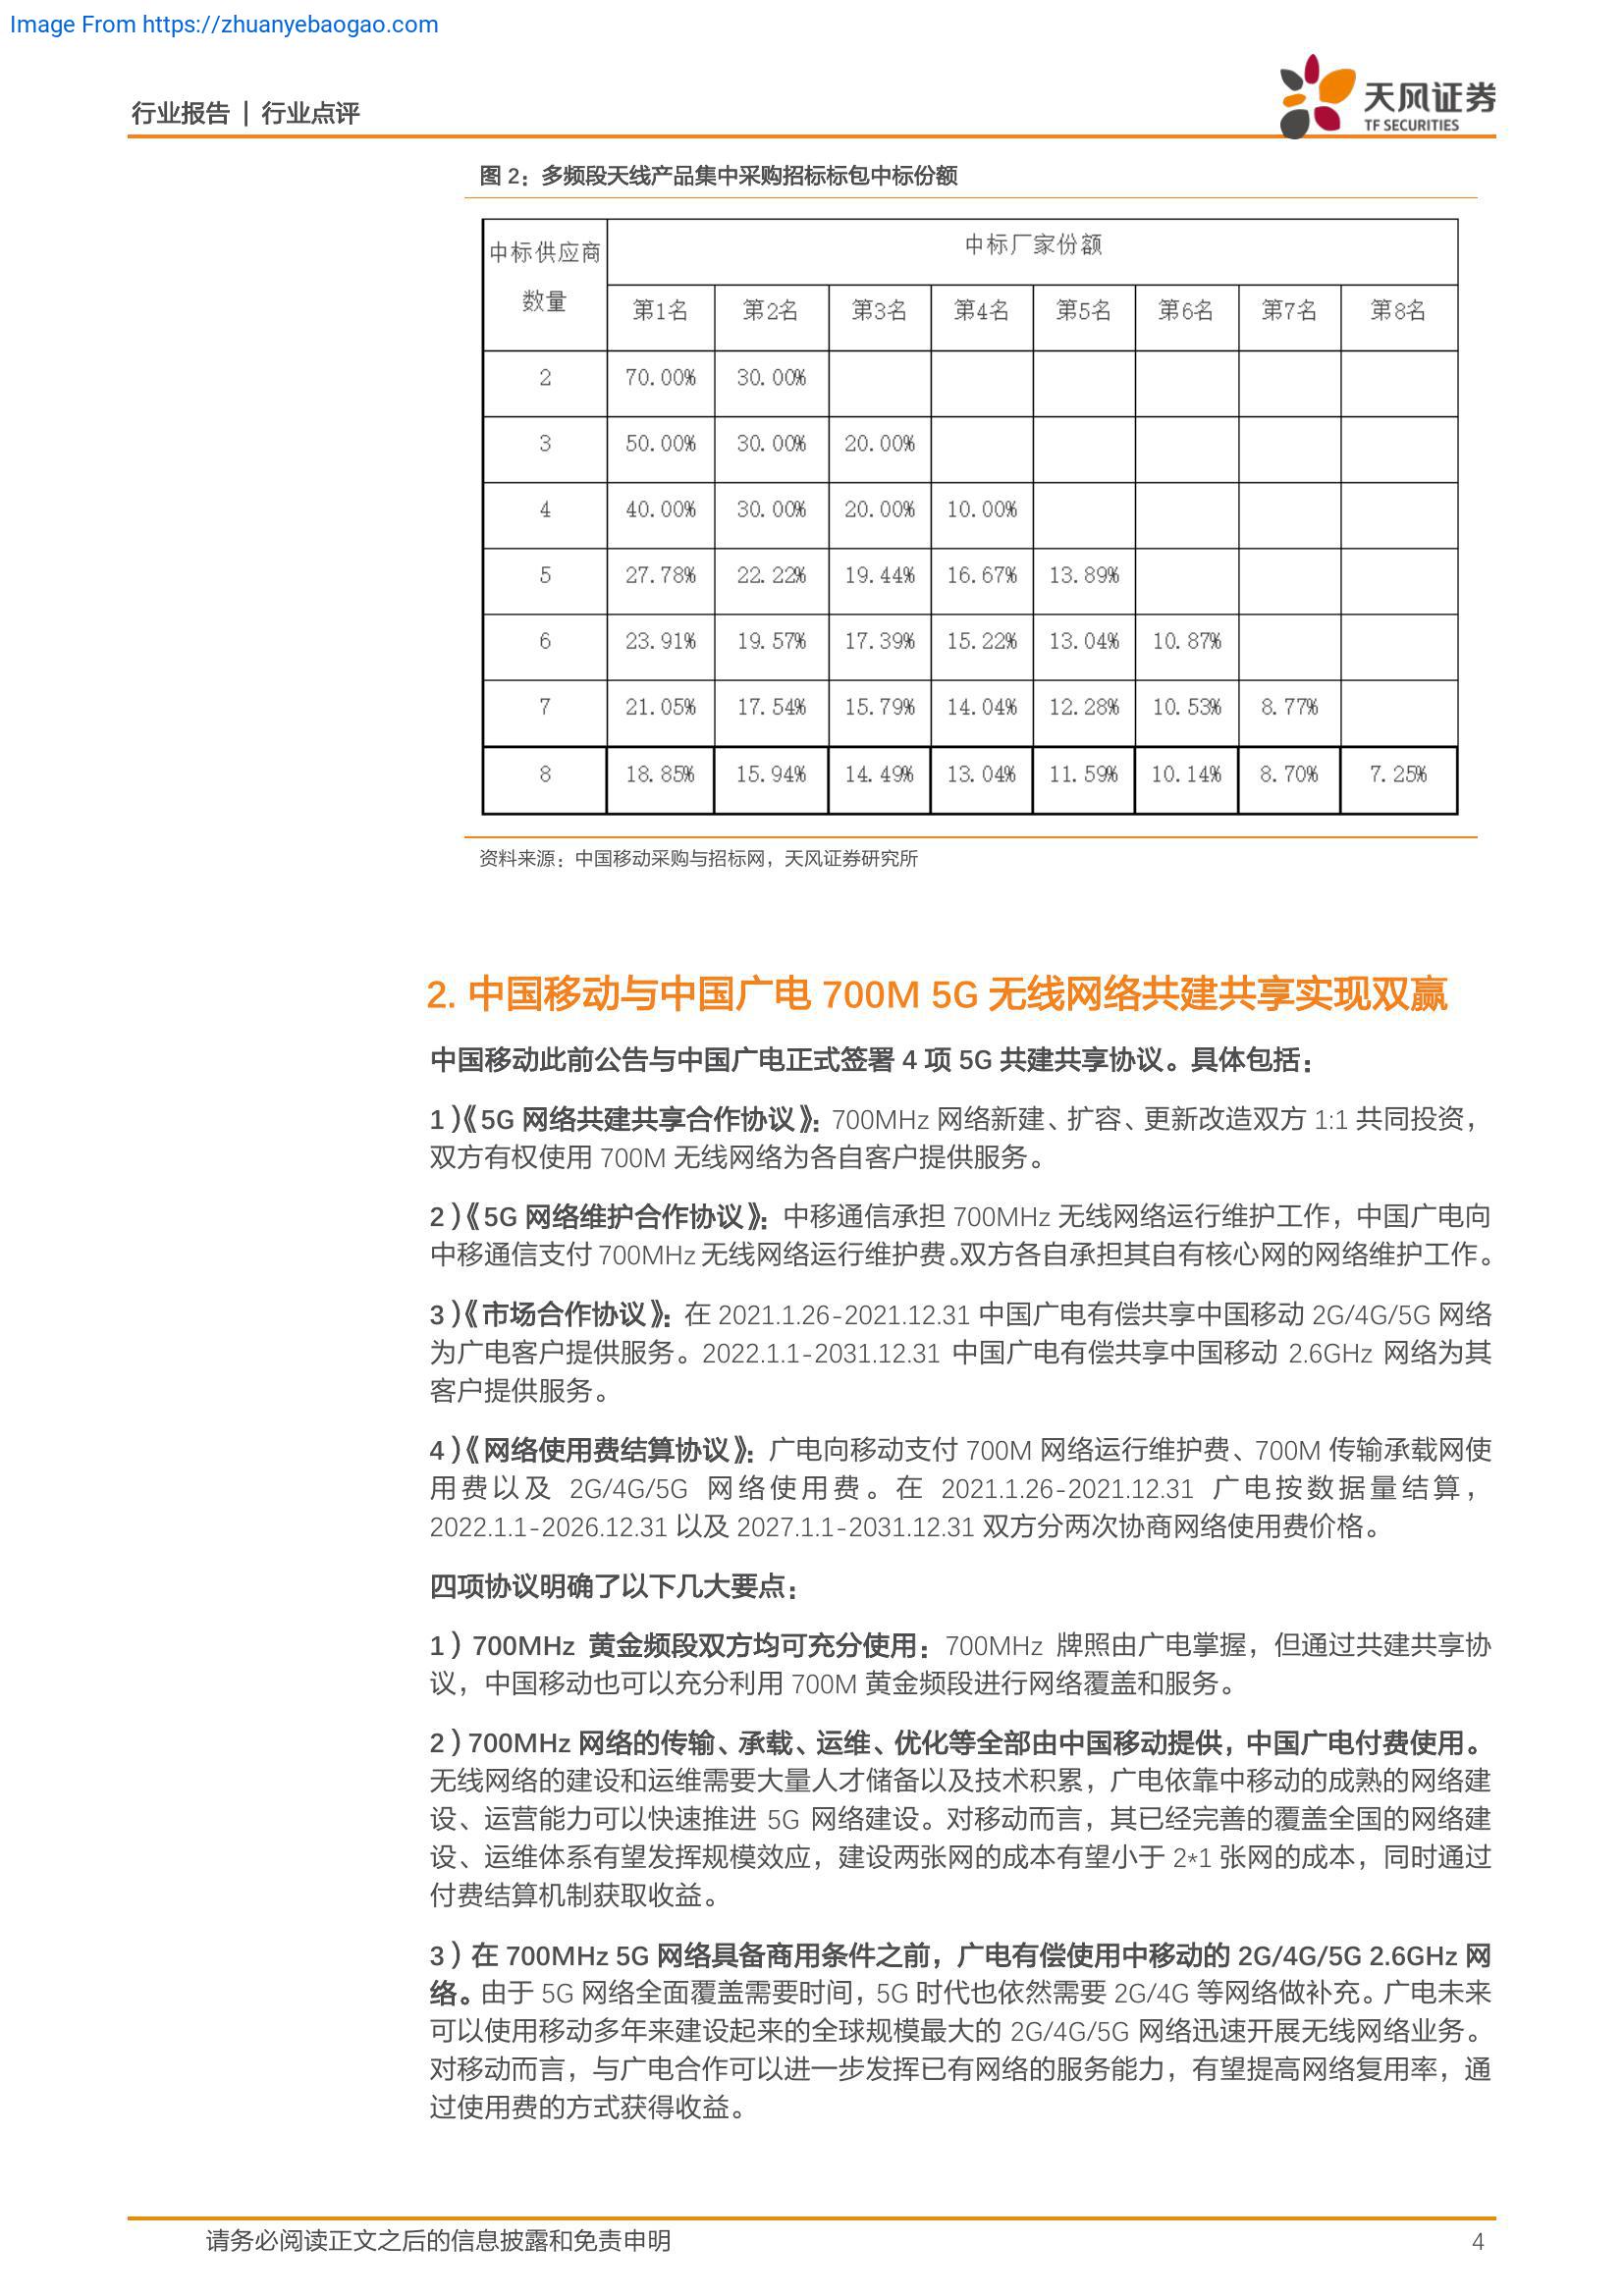 Image From https://zhuanyebaogao.com
行业报告 | 行业点评
天风证券
TF SECURITIES
图 2：多频段天线产品集中采购招标标包中标份额
中标供应商数量 中标厂家份额
第1名 第2名 第3名 第4名 第5名 第6名 第7名 第8名
2 70.00% 30.00%
3 50.00% 30.00% 20.00%
4 40.00% 30.00% 20.00% 10.00%
5 27.78% 22.22% 19.44% 16.67% 13.89%
6 23.91% 19.57% 17.39% 15.22% 13.04% 10.87%
7 21.05% 17.54% 15.79% 14.04% 12.28% 10.53% 8.77%
8 18.85% 15.94% 14.49% 13.04% 11.59% 10.14% 8.70% 7.25%
资料来源：中国移动采购与招标网，天风证券研究所
2. 中国移动与中国广电 700M 5G 无线网络共建共享实现双赢
中国移动此前公告与中国广电正式签署 4 项 5G 共建共享协议。具体包括：
1）《5G 网络共建共享合作协议》：700MHz 网络新建、扩容、更新改造双方 1:1 共同投资，
双方有权使用 700M 无线网络为各自客户提供服务。
2）《5G 网络维护合作协议》：中移通信承担 700MHz 无线网络运行维护工作，中国广电向
中移通信支付 700MHz 无线网络运行维护费。双方各自承担其自有核心网的网络维护工作。
3）《市场合作协议》：在 2021.1.26-2021.12.31 中国广电有偿共享中国移动 2G/4G/5G 网络
为广电客户提供服务。2022.1.1-2031.12.31 中国广电有偿共享中国移动 2.6GHz 网络为其
客户提供服务。
4）《网络使用费结算协议》：广电向移动支付 700M 网络运行维护费、700M 传输承载网使
用费以及 2G/4G/5G 网络使用费。在 2021.1.26-2021.12.31 广电按数据量结算，
2022.1.1-2026.12.31 以及 2027.1.1-2031.12.31 双方分两次协商网络使用费价格。
四项协议明确了以下几大要点：
1）700MHz 黄金频段双方均可充分使用：700MHz 牌照由广电掌握，但通过共建共享协
议，中国移动也可以充分利用 700M 黄金频段进行网络覆盖和服务。
2）700MHz 网络的传输、承载、运维、优化等全部由中国移动提供，中国广电付费使用。
无线网络的建设和运维需要大量人才储备以及技术积累，广电依靠中移动的成熟的网络建
设、运营能力可以快速推进 5G 网络建设。对移动而言，其已经完善的覆盖全国的网络建
设、运维体系有望发挥规模效应，建设两张网的成本有望小于 2*1 张网的成本，同时通过
付费结算机制获取收益。
3）在 700MHz 5G 网络具备商用条件之前，广电有偿使用中移动的 2G/4G/5G 2.6GHz 网
络。由于 5G 网络全面覆盖需要时间，5G 时代也依然需要 2G/4G 等网络做补充。广电未来
可以使用移动多年来建设起来的全球规模最大的 2G/4G/5G 网络迅速开展无线网络业务。
对移动而言，与广电合作可以进一步发挥已有网络的服务能力，有望提高网络复用率，通
过使用费的方式获得收益。
请务必阅读正文之后的信息披露和免责申明 4